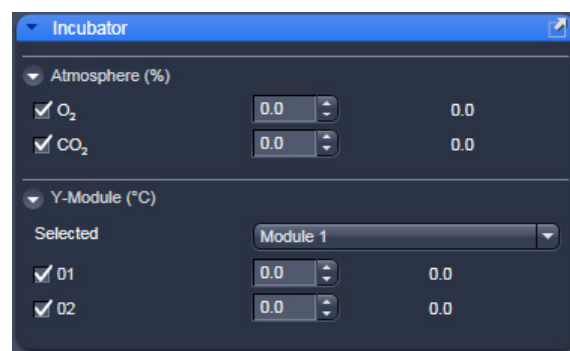 Incubator
Atmosphere (%)
O₂ 0.0 0.0
CO₂ 0.0 0.0
Y-Module (°C)
Selected Module 1
01 0.0 0.0
02 0.0 0.0